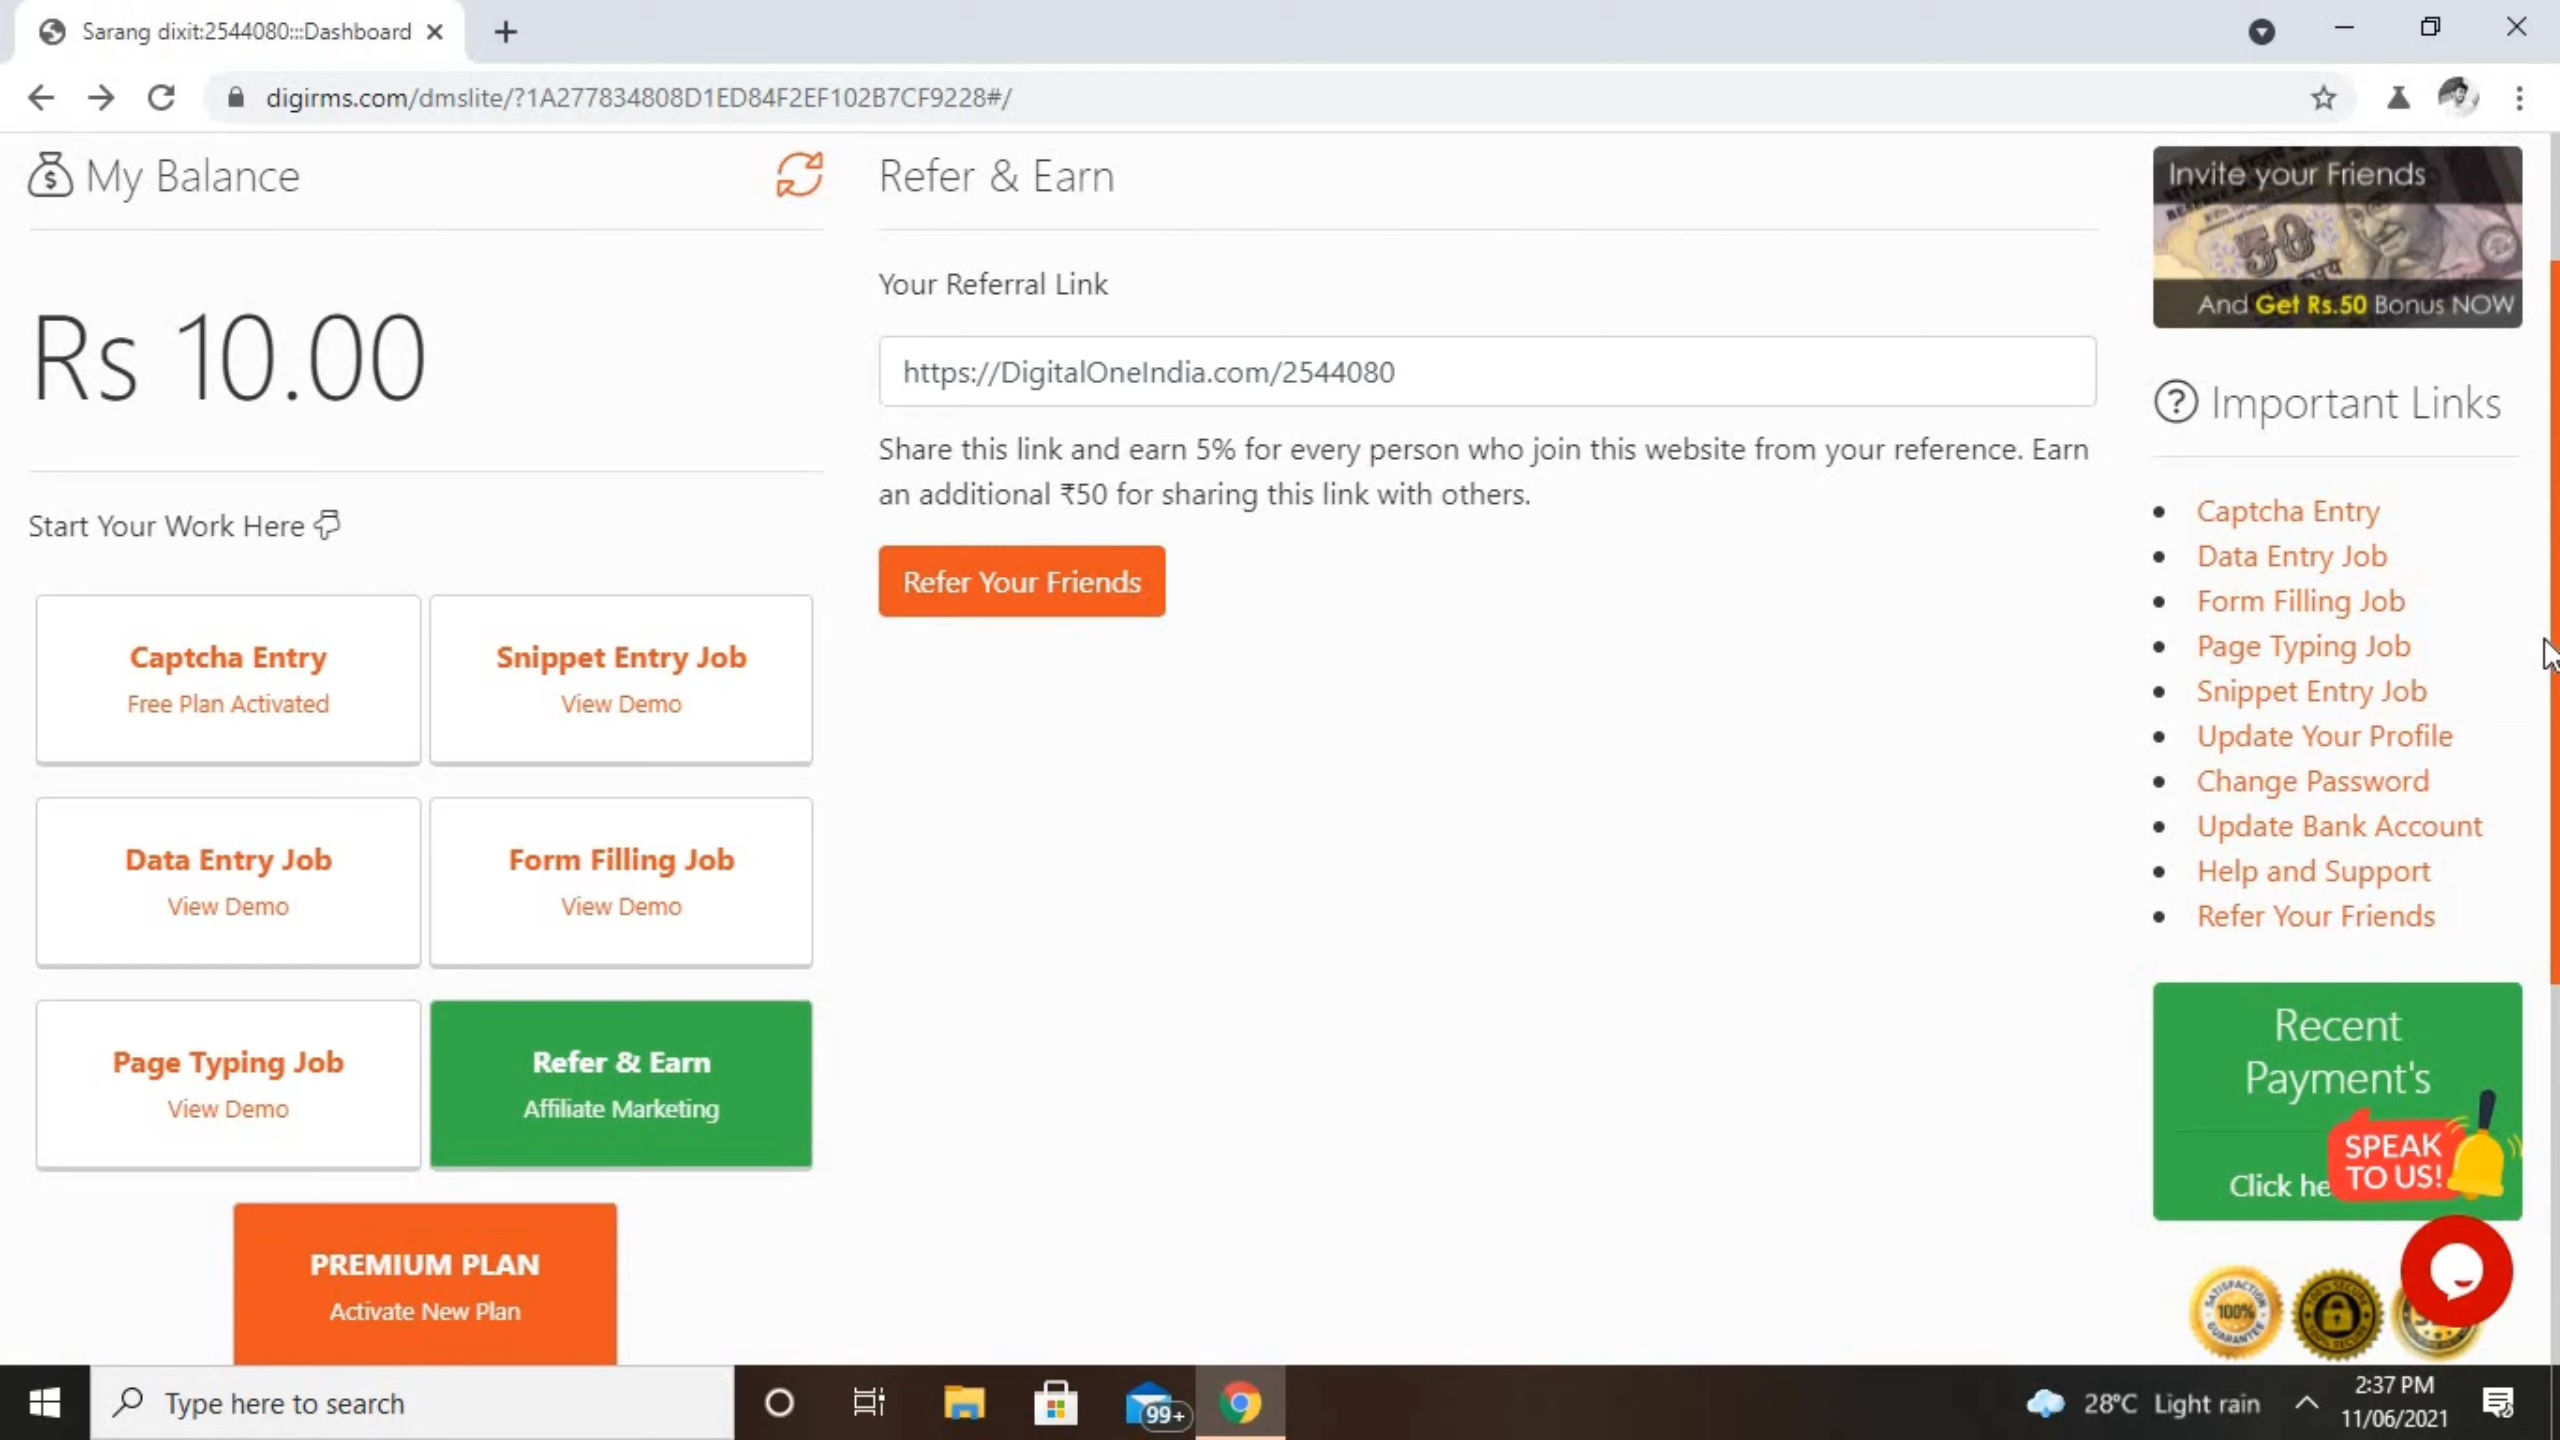 Sarang dixit:2544080:::Dashboard
digirms.com/dmslite/?1A277834808D1ED84F2EF102B7CF9228#/
My Balance
Rs 10.00
Start Your Work Here
Captcha Entry
Free Plan Activated
Snippet Entry Job
View Demo
Data Entry Job
View Demo
Form Filling Job
View Demo
Page Typing Job
View Demo
Refer & Earn
Affiliate Marketing
PREMIUM PLAN
Activate New Plan
Refer & Earn
Your Referral Link
https://DigitalOneIndia.com/2544080
Share this link and earn 5% for every person who join this website from your reference. Earn
an additional ₹50 for sharing this link with others.
Refer Your Friends
Invite your Friends
50
And Get Rs.50 Bonus NOW
Important Links
Captcha Entry
Data Entry Job
Form Filling Job
Page Typing Job
Snippet Entry Job
Update Your Profile
Change Password
Update Bank Account
Help and Support
Refer Your Friends
Recent
Payment's
Click he
SPEAK
TO US!
SATISFACTION
100%
GUARANTEE
Type here to search
99+
28°C Light rain
2:37 PM
11/06/2021